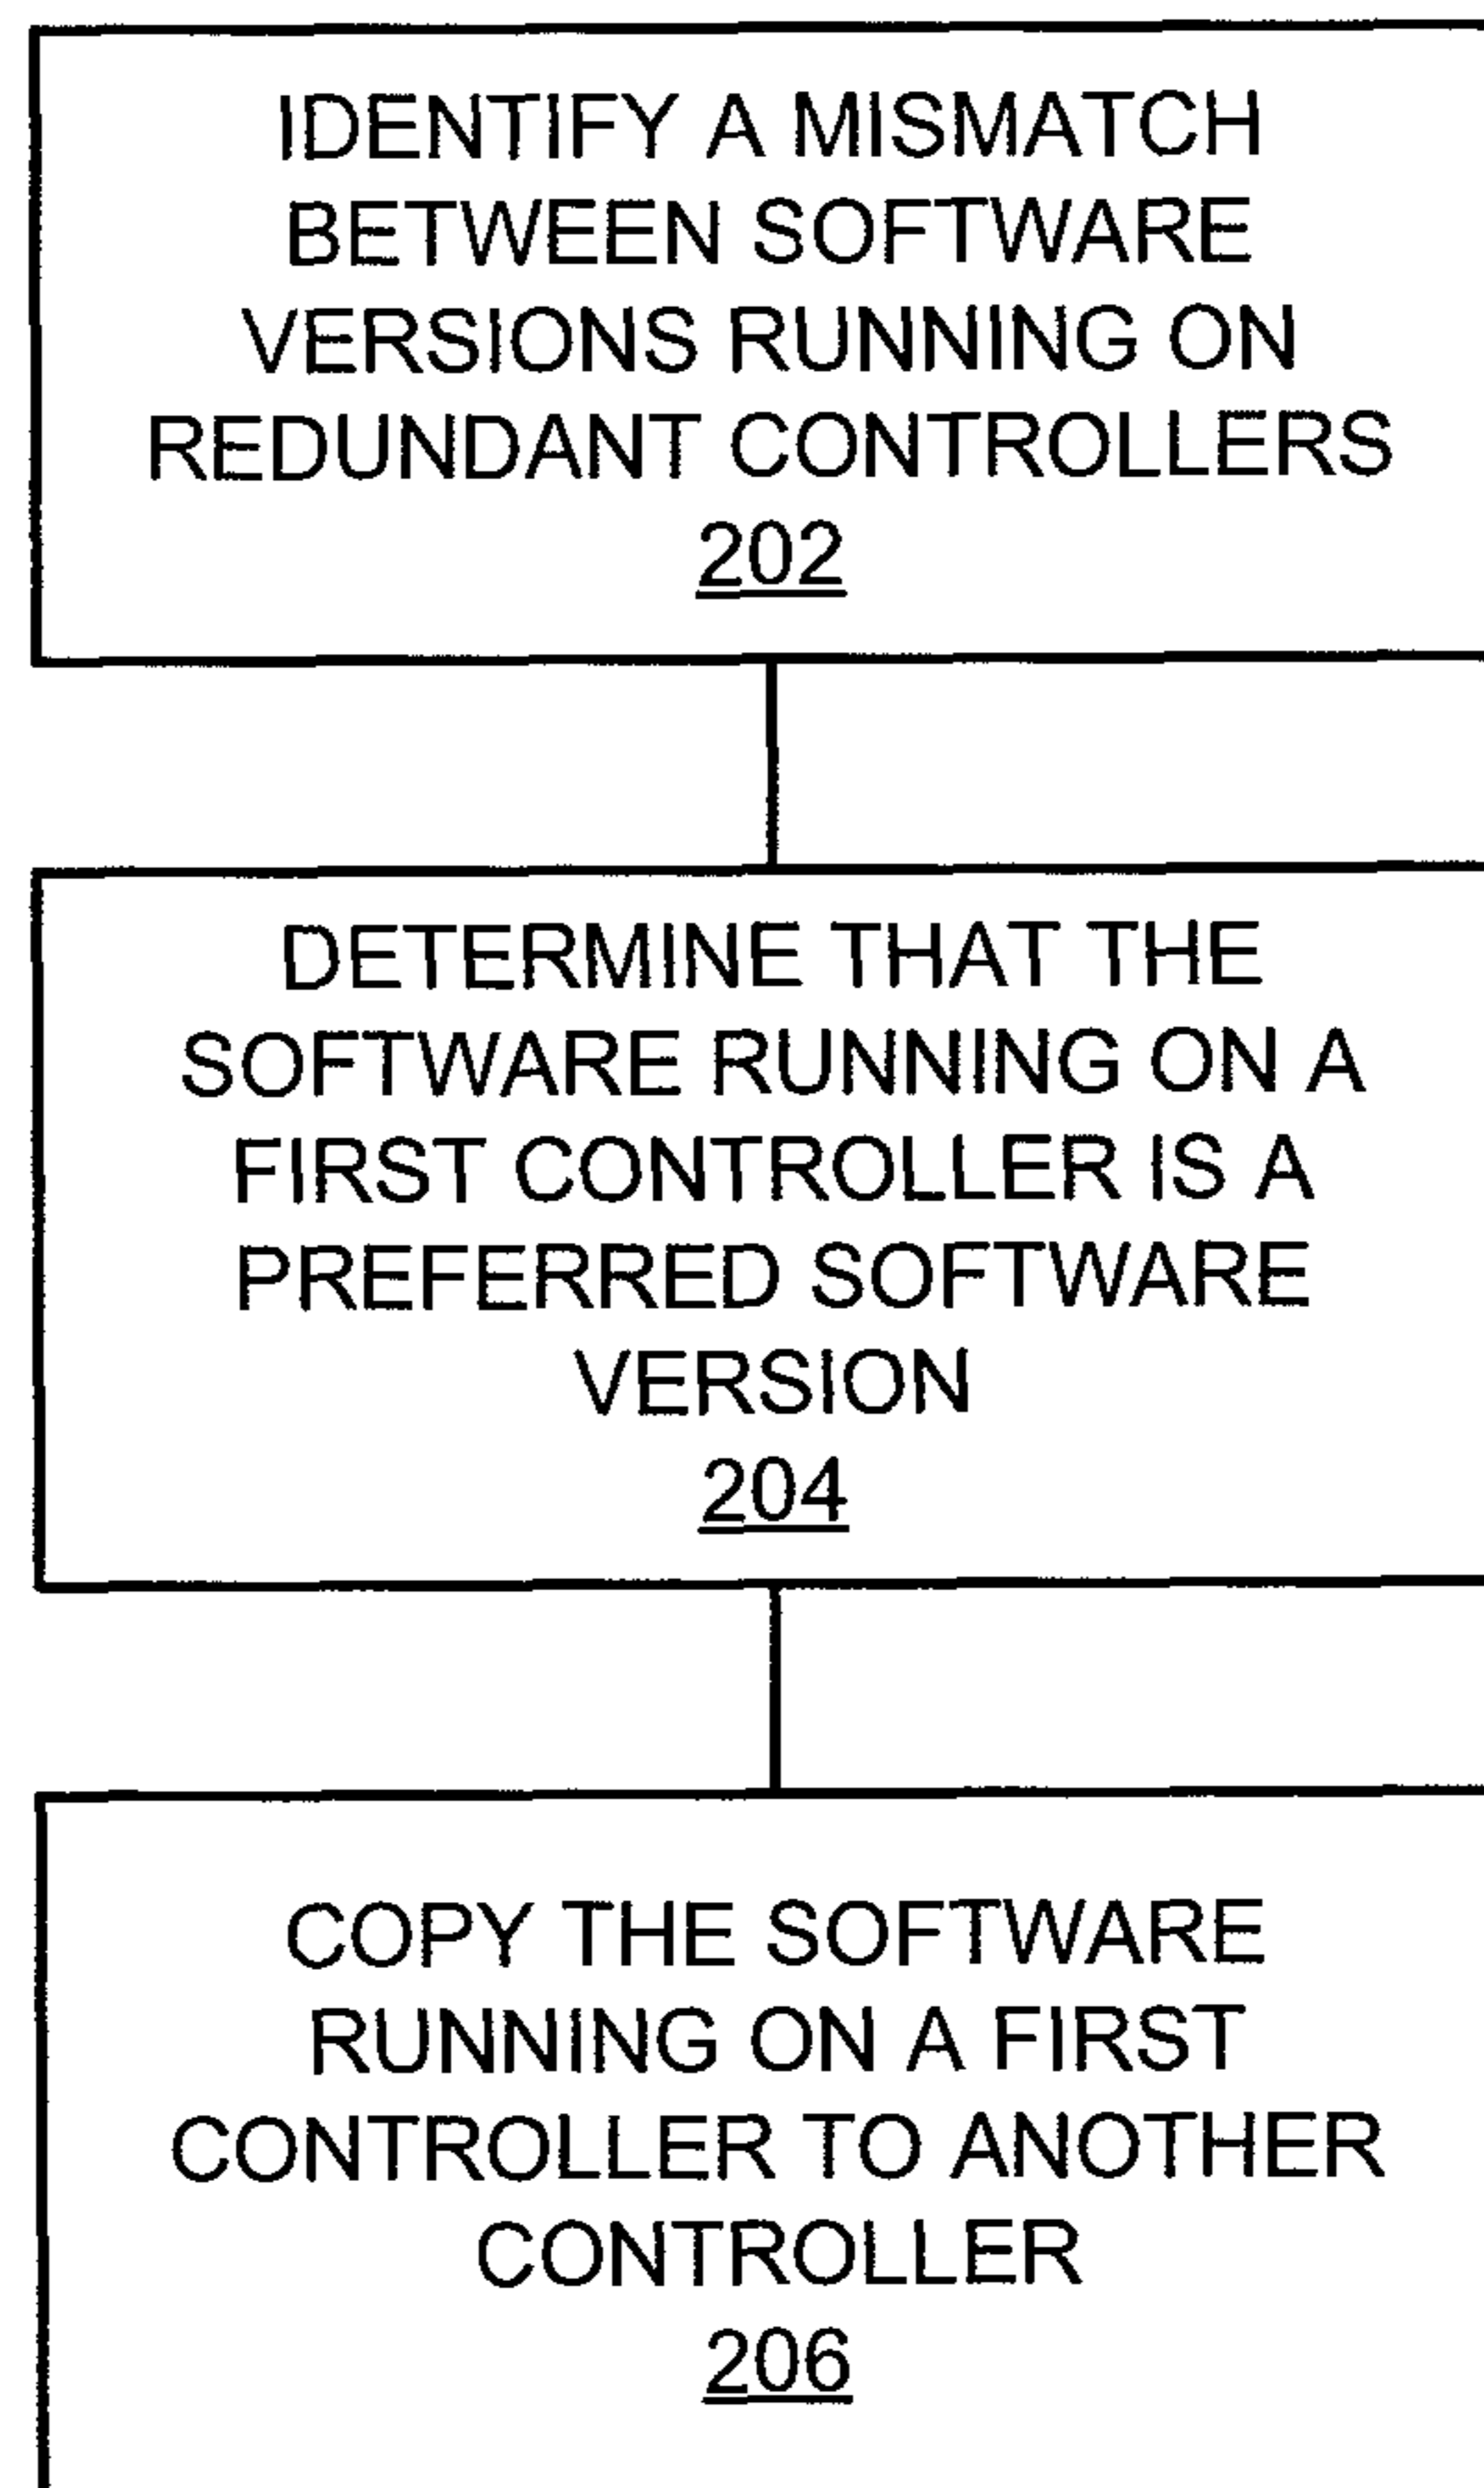 IDENTIFY A MISMATCH
BETWEEN SOFTWARE
VERSIONS RUNNING ON
REDUNDANT CONTROLLERS
202
DETERMINE THAT THE
SOFTWARE RUNNING ON A
FIRST CONTROLLER IS A
PREFERRED SOFTWARE
VERSION
204
COPY THE SOFTWARE
RUNNING ON A FIRST
CONTROLLER TO ANOTHER
CONTROLLER
206